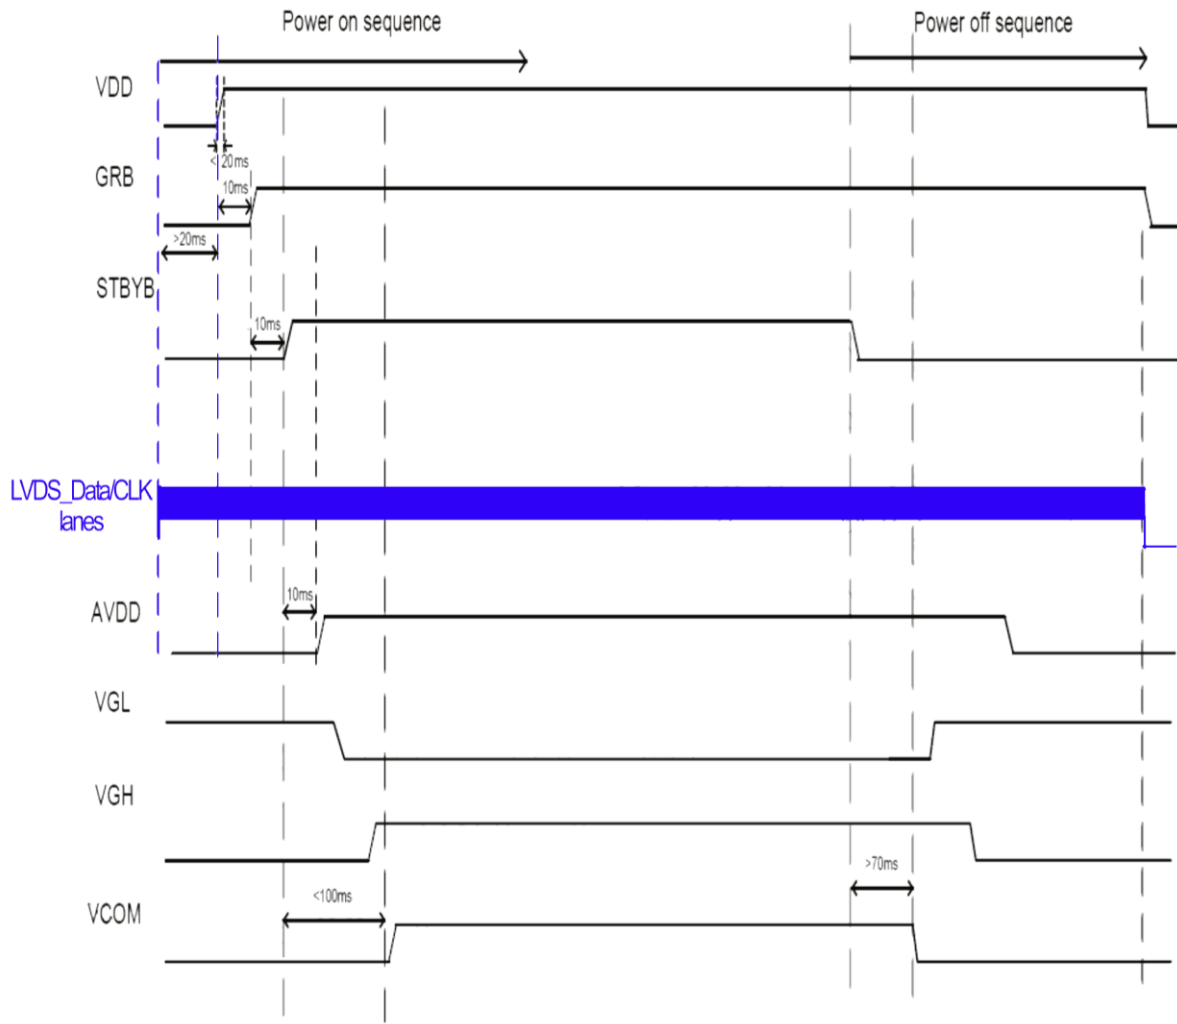 Power on sequence
Power off sequence
VDD
< 20ms
GRB
10ms
>20ms
STBYB
10ms
LVDS_Data/CLK
lanes
10ms
AVDD
VGL
VGH
>70ms
<100ms
VCOM